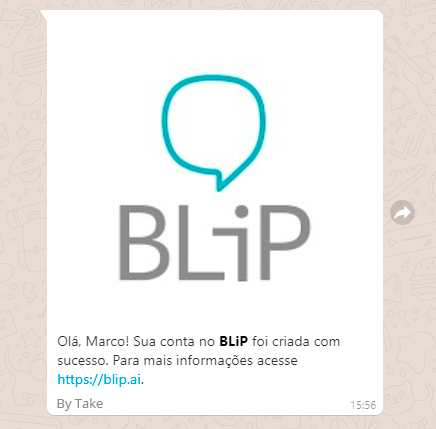 BLiP
Olá, Marco! Sua conta no BLiP foi criada com
sucesso. Para mais informações acesse
https://blip.ai.
By Take
15:56